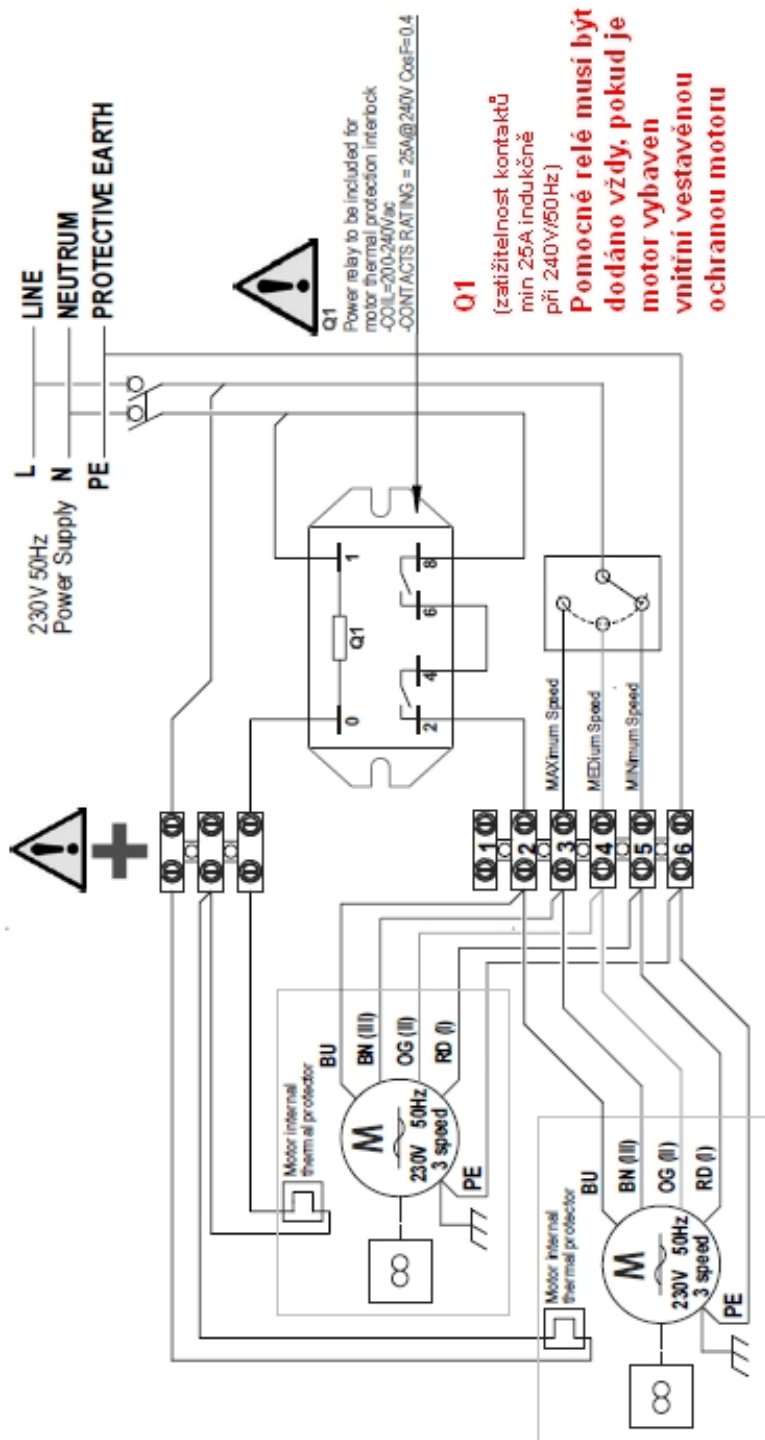 L
LINE
230V 50Hz
Power Supply
N
NEUTRUM
PE
PROTECTIVE EARTH
Q1
Power relay to be included for
motor thermal protection interlock
-COIL=200-240Vac
-CONTACTS RATING = 25A@240V CosF=0.4
Q1
(zatižitelnost kontaktů
min 25A indukčně
při 240V/50Hz)
Pomocné relé musí být
dodáno vždy, pokud je
motor vybaven
vnitřní vestavěnou
ochranou motoru
0
Q1
1
2
4
6
8
MAXimum Speed
MEDium Speed
MINimum Speed
1
2
3
4
5
6
Motor internal
thermal protector
M
230V 50Hz
3 speed
BU
BN (III)
OG (II)
RD (I)
PE
Motor internal
thermal protector
M
230V 50Hz
3 speed
BU
BN (III)
OG (II)
RD (I)
PE